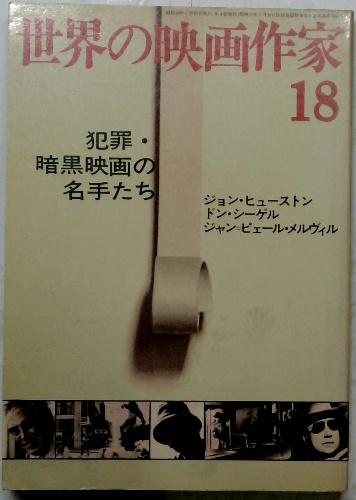 世界の映画作家
18
犯罪・
暗黒映画の
名手たち
ジョン・ヒューストン
ドン・シーゲル
ジャン=ピエール・メルヴィル